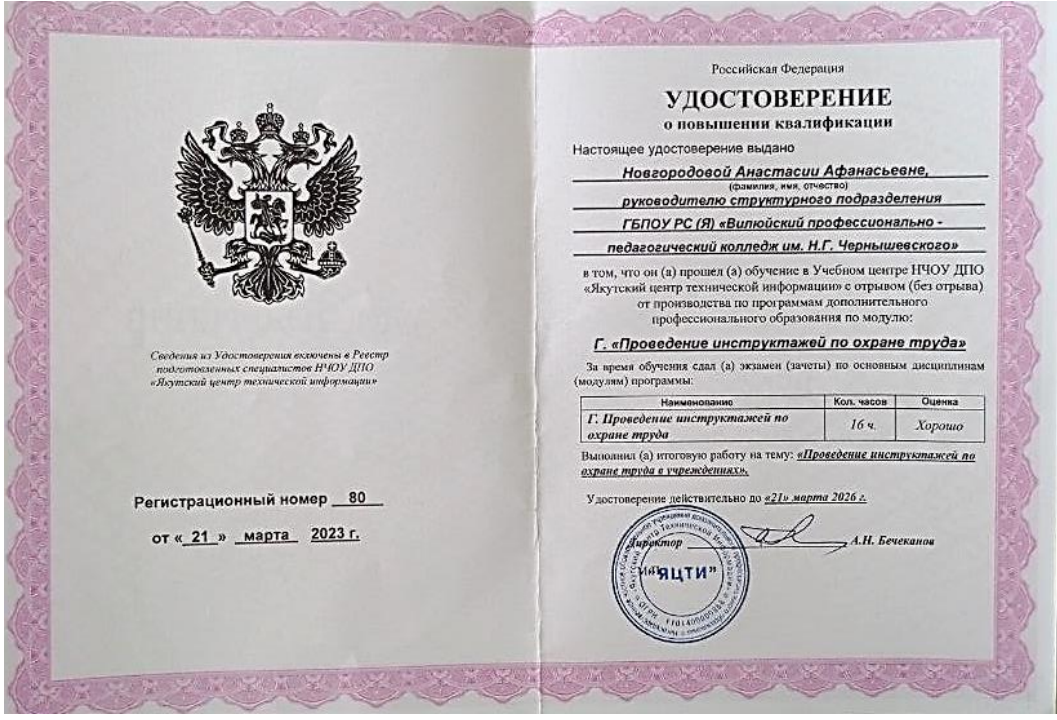 Сведения из Удостоверения включены в Реестр
подготовленных специалистов НЧОУ ДПО
«Якутский центр технической информации»
Регистрационный номер 80
от « 21 » марта 2023 г.
Российская Федерация
УДОСТОВЕРЕНИЕ
о повышении квалификации
Настоящее удостоверение выдано
Новгородовой Анастасии Афанасьевне,
(фамилия, имя, отчество)
руководителю структурного подразделения
ГБПОУ РС (Я) «Вилюйский профессионально -
педагогический колледж им. Н.Г. Чернышевского»
в том, что он (а) прошел (а) обучение в Учебном центре НЧОУ ДПО
«Якутский центр технической информации» с отрывом (без отрыва)
от производства по программам дополнительного
профессионального образования по модулю:
Г. «Проведение инструктажей по охране труда»
За время обучения сдал (а) экзамен (зачеты) по основным дисциплинам
(модулям) программы:
Наименование Кол. часов Оценка
Г. Проведение инструктажей по
охране труда 16 ч. Хорошо
Выполнил (а) итоговую работу на тему: «Проведение инструктажей по
охране труда в учреждениях».
Удостоверение действительно до «21» марта 2026 г.
Директор А.Н. Бечеканов
"ЯЦТИ"